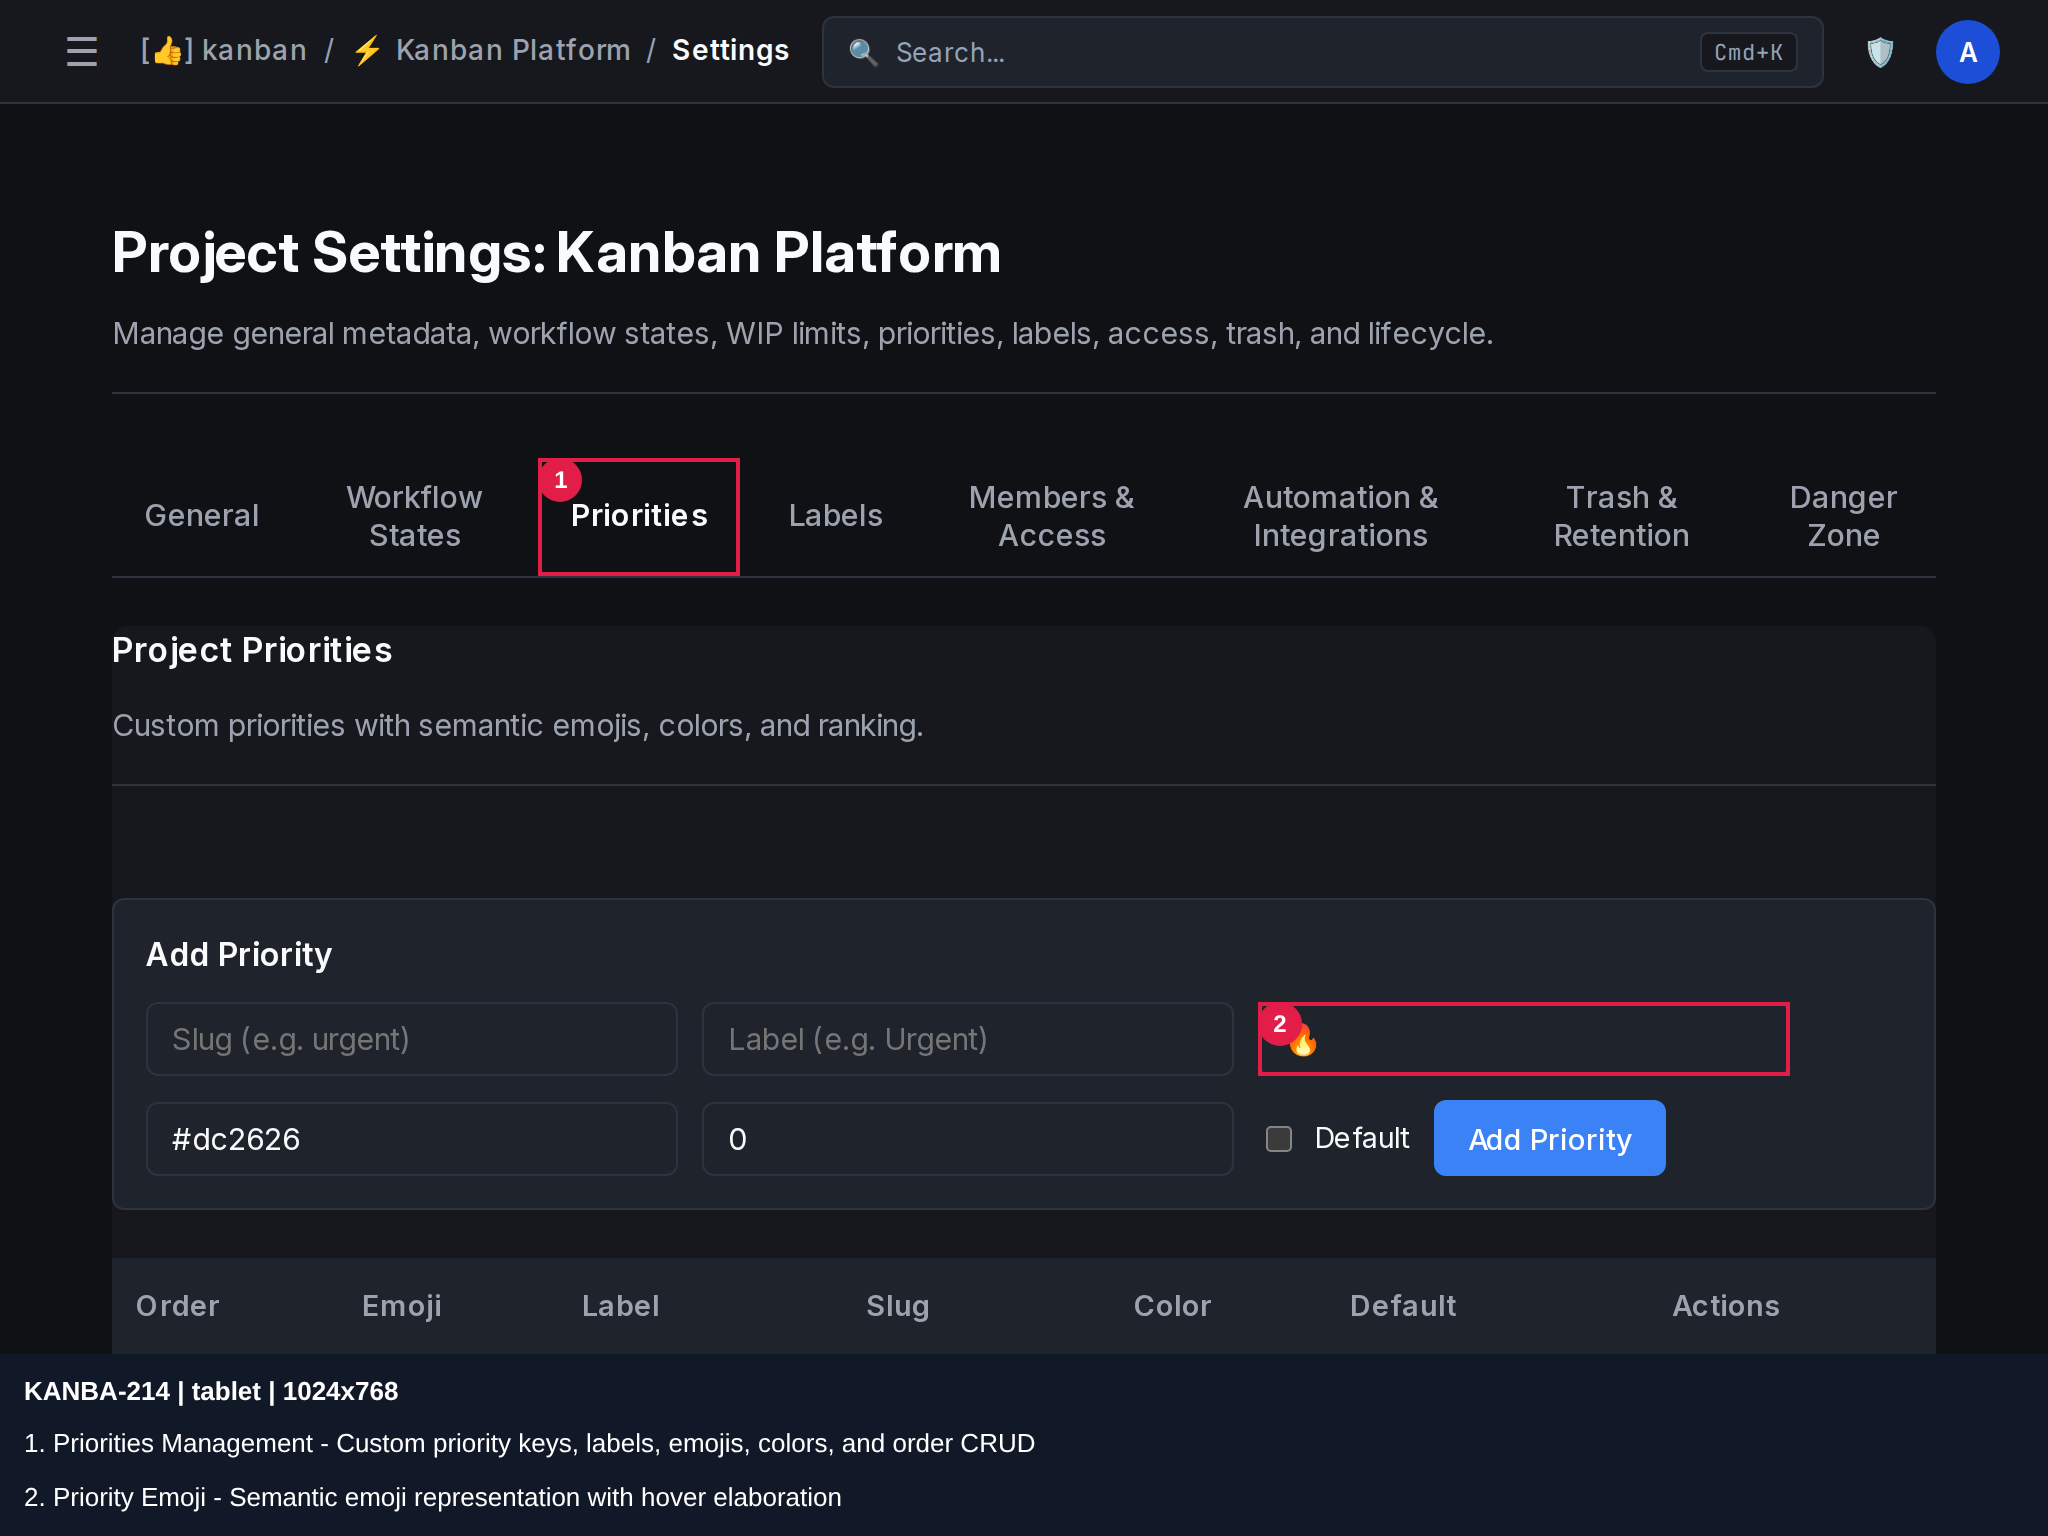 ☰ [👍] kanban / ⚡ Kanban Platform / Settings 🔍 Search... Cmd+K 🛡️ A
Project Settings: Kanban Platform
Manage general metadata, workflow states, WIP limits, priorities, labels, access, trash, and lifecycle.
General
Workflow
States
1
Priorities
Labels
Members &
Access
Automation &
Integrations
Trash &
Retention
Danger
Zone
Project Priorities
Custom priorities with semantic emojis, colors, and ranking.
Add Priority
Slug (e.g. urgent) Label (e.g. Urgent) 2 🔥
#dc2626 0 Default Add Priority
Order Emoji Label Slug Color Default Actions
KANBA-214 | tablet | 1024x768
1. Priorities Management - Custom priority keys, labels, emojis, colors, and order CRUD
2. Priority Emoji - Semantic emoji representation with hover elaboration